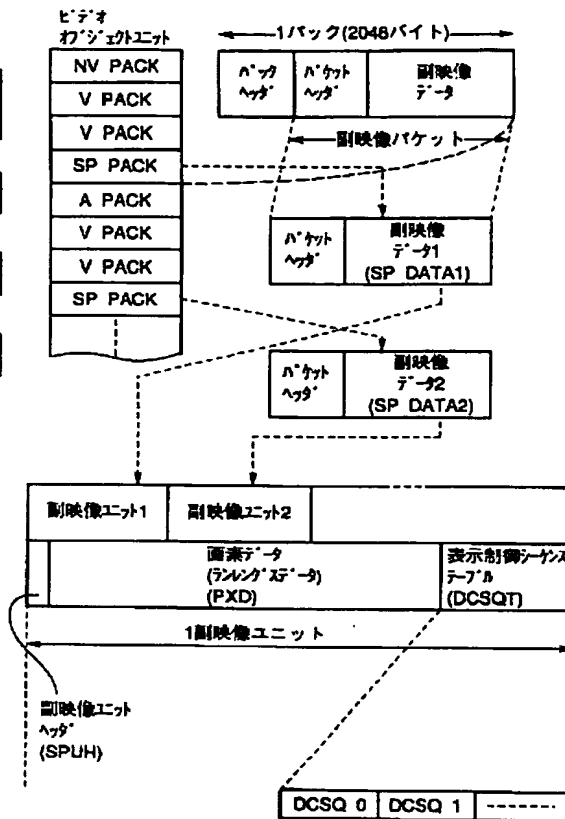 ビデオ
オブジェクトユニット
NV PACK
V PACK
V PACK
SP PACK
A PACK
V PACK
V PACK
SP PACK
1パック(2048バイト)
パック
ヘッダ
パケット
ヘッダ
副映像
データ
副映像パケット
パケット
ヘッダ
副映像
データ1
(SP DATA1)
パケット
ヘッダ
副映像
データ2
(SP DATA2)
副映像ユニット1
副映像ユニット2
画素データ
(ランレングスデータ)
(PXD)
表示制御シーケンス
テーブル
(DCSQT)
1副映像ユニット
副映像ユニット
ヘッダ
(SPUH)
DCSQ 0
DCSQ 1